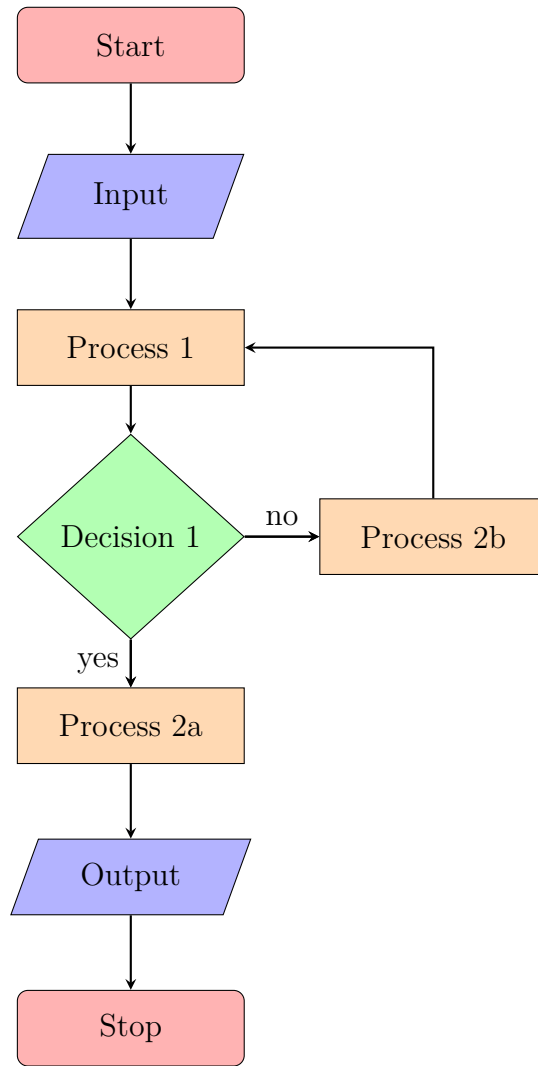 Start
Input
Process 1
Decision 1
no
Process 2b
yes
Process 2a
Output
Stop